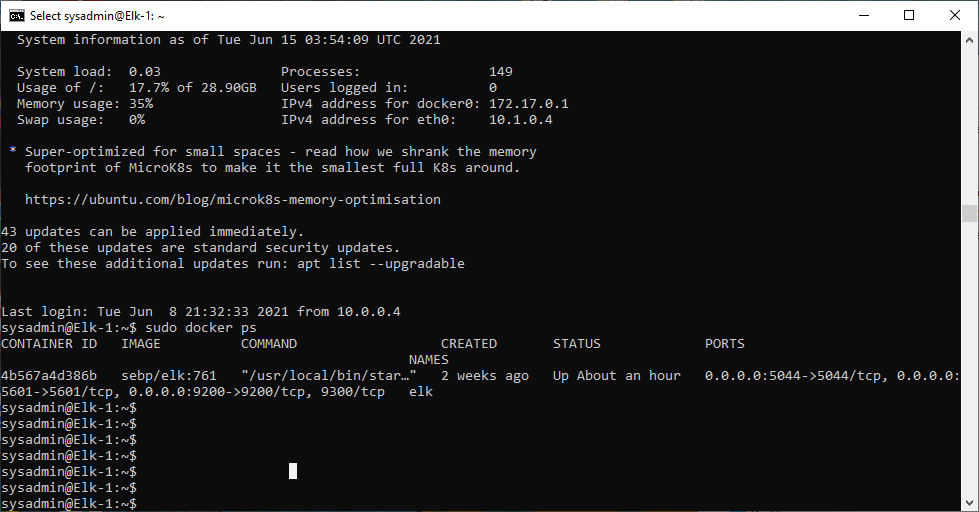 Select sysadmin@Elk-1: ~
System information as of Tue Jun 15 03:54:09 UTC 2021
System load:  0.03               Processes:                149
Usage of /:   17.7% of 28.90GB   Users logged in:          0
Memory usage: 35%                IPv4 address for docker0: 172.17.0.1
Swap usage:   0%                 IPv4 address for eth0:    10.1.0.4
* Super-optimized for small spaces - read how we shrank the memory
footprint of MicroK8s to make it the smallest full K8s around.
https://ubuntu.com/blog/microk8s-memory-optimisation
43 updates can be applied immediately.
20 of these updates are standard security updates.
To see these additional updates run: apt list --upgradable
Last login: Tue Jun  8 21:32:33 2021 from 10.0.0.4
sysadmin@Elk-1:~$ sudo docker ps
CONTAINER ID   IMAGE          COMMAND                  CREATED       STATUS             PORTS
NAMES
4b567a4d386b   sebp/elk:761   "/usr/local/bin/star…"   2 weeks ago   Up About an hour   0.0.0.0:5044->5044/tcp, 0.0.0.0:
5601->5601/tcp, 0.0.0.0:9200->9200/tcp, 9300/tcp   elk
sysadmin@Elk-1:~$
sysadmin@Elk-1:~$
sysadmin@Elk-1:~$
sysadmin@Elk-1:~$
sysadmin@Elk-1:~$
sysadmin@Elk-1:~$
sysadmin@Elk-1:~$